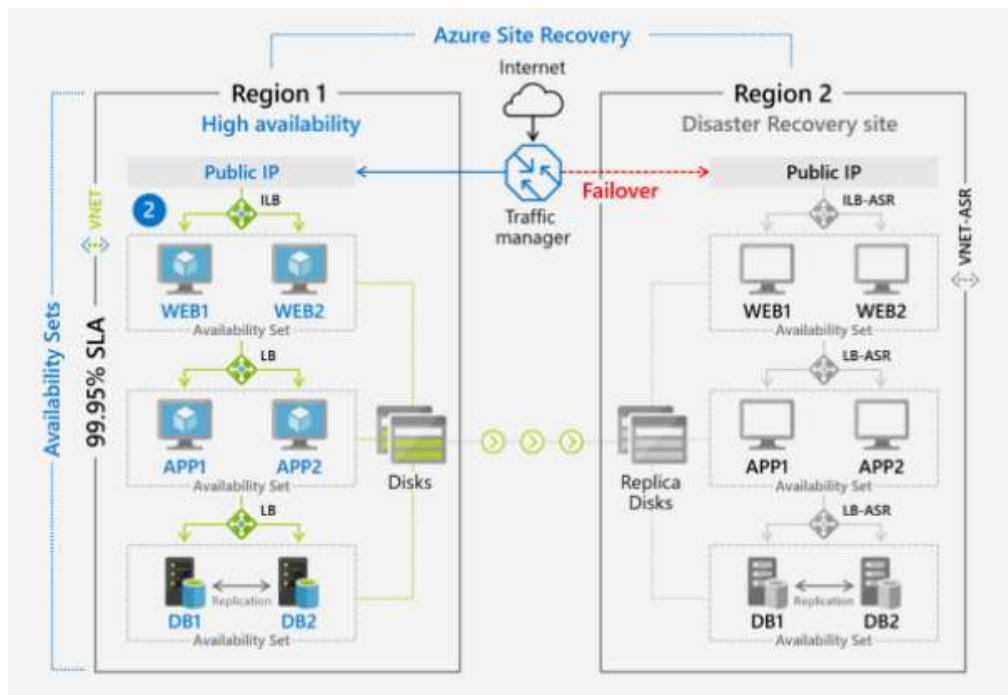 Azure Site Recovery
Internet
Region 1
High availability
Region 2
Disaster Recovery site
Public IP
Failover
Public IP
Traffic
manager
VNET
Availability Sets
99.95% SLA
2
ILB
WEB1
WEB2
Availability Set
LB
APP1
APP2
Availability Set
LB
DB1
Replication
DB2
Availability Set
Disks
Replica
Disks
ILB-ASR
WEB1
WEB2
Availability Set
LB-ASR
APP1
APP2
Availability Set
LB-ASR
DB1
Replication
DB2
Availability Set
VNET-ASR